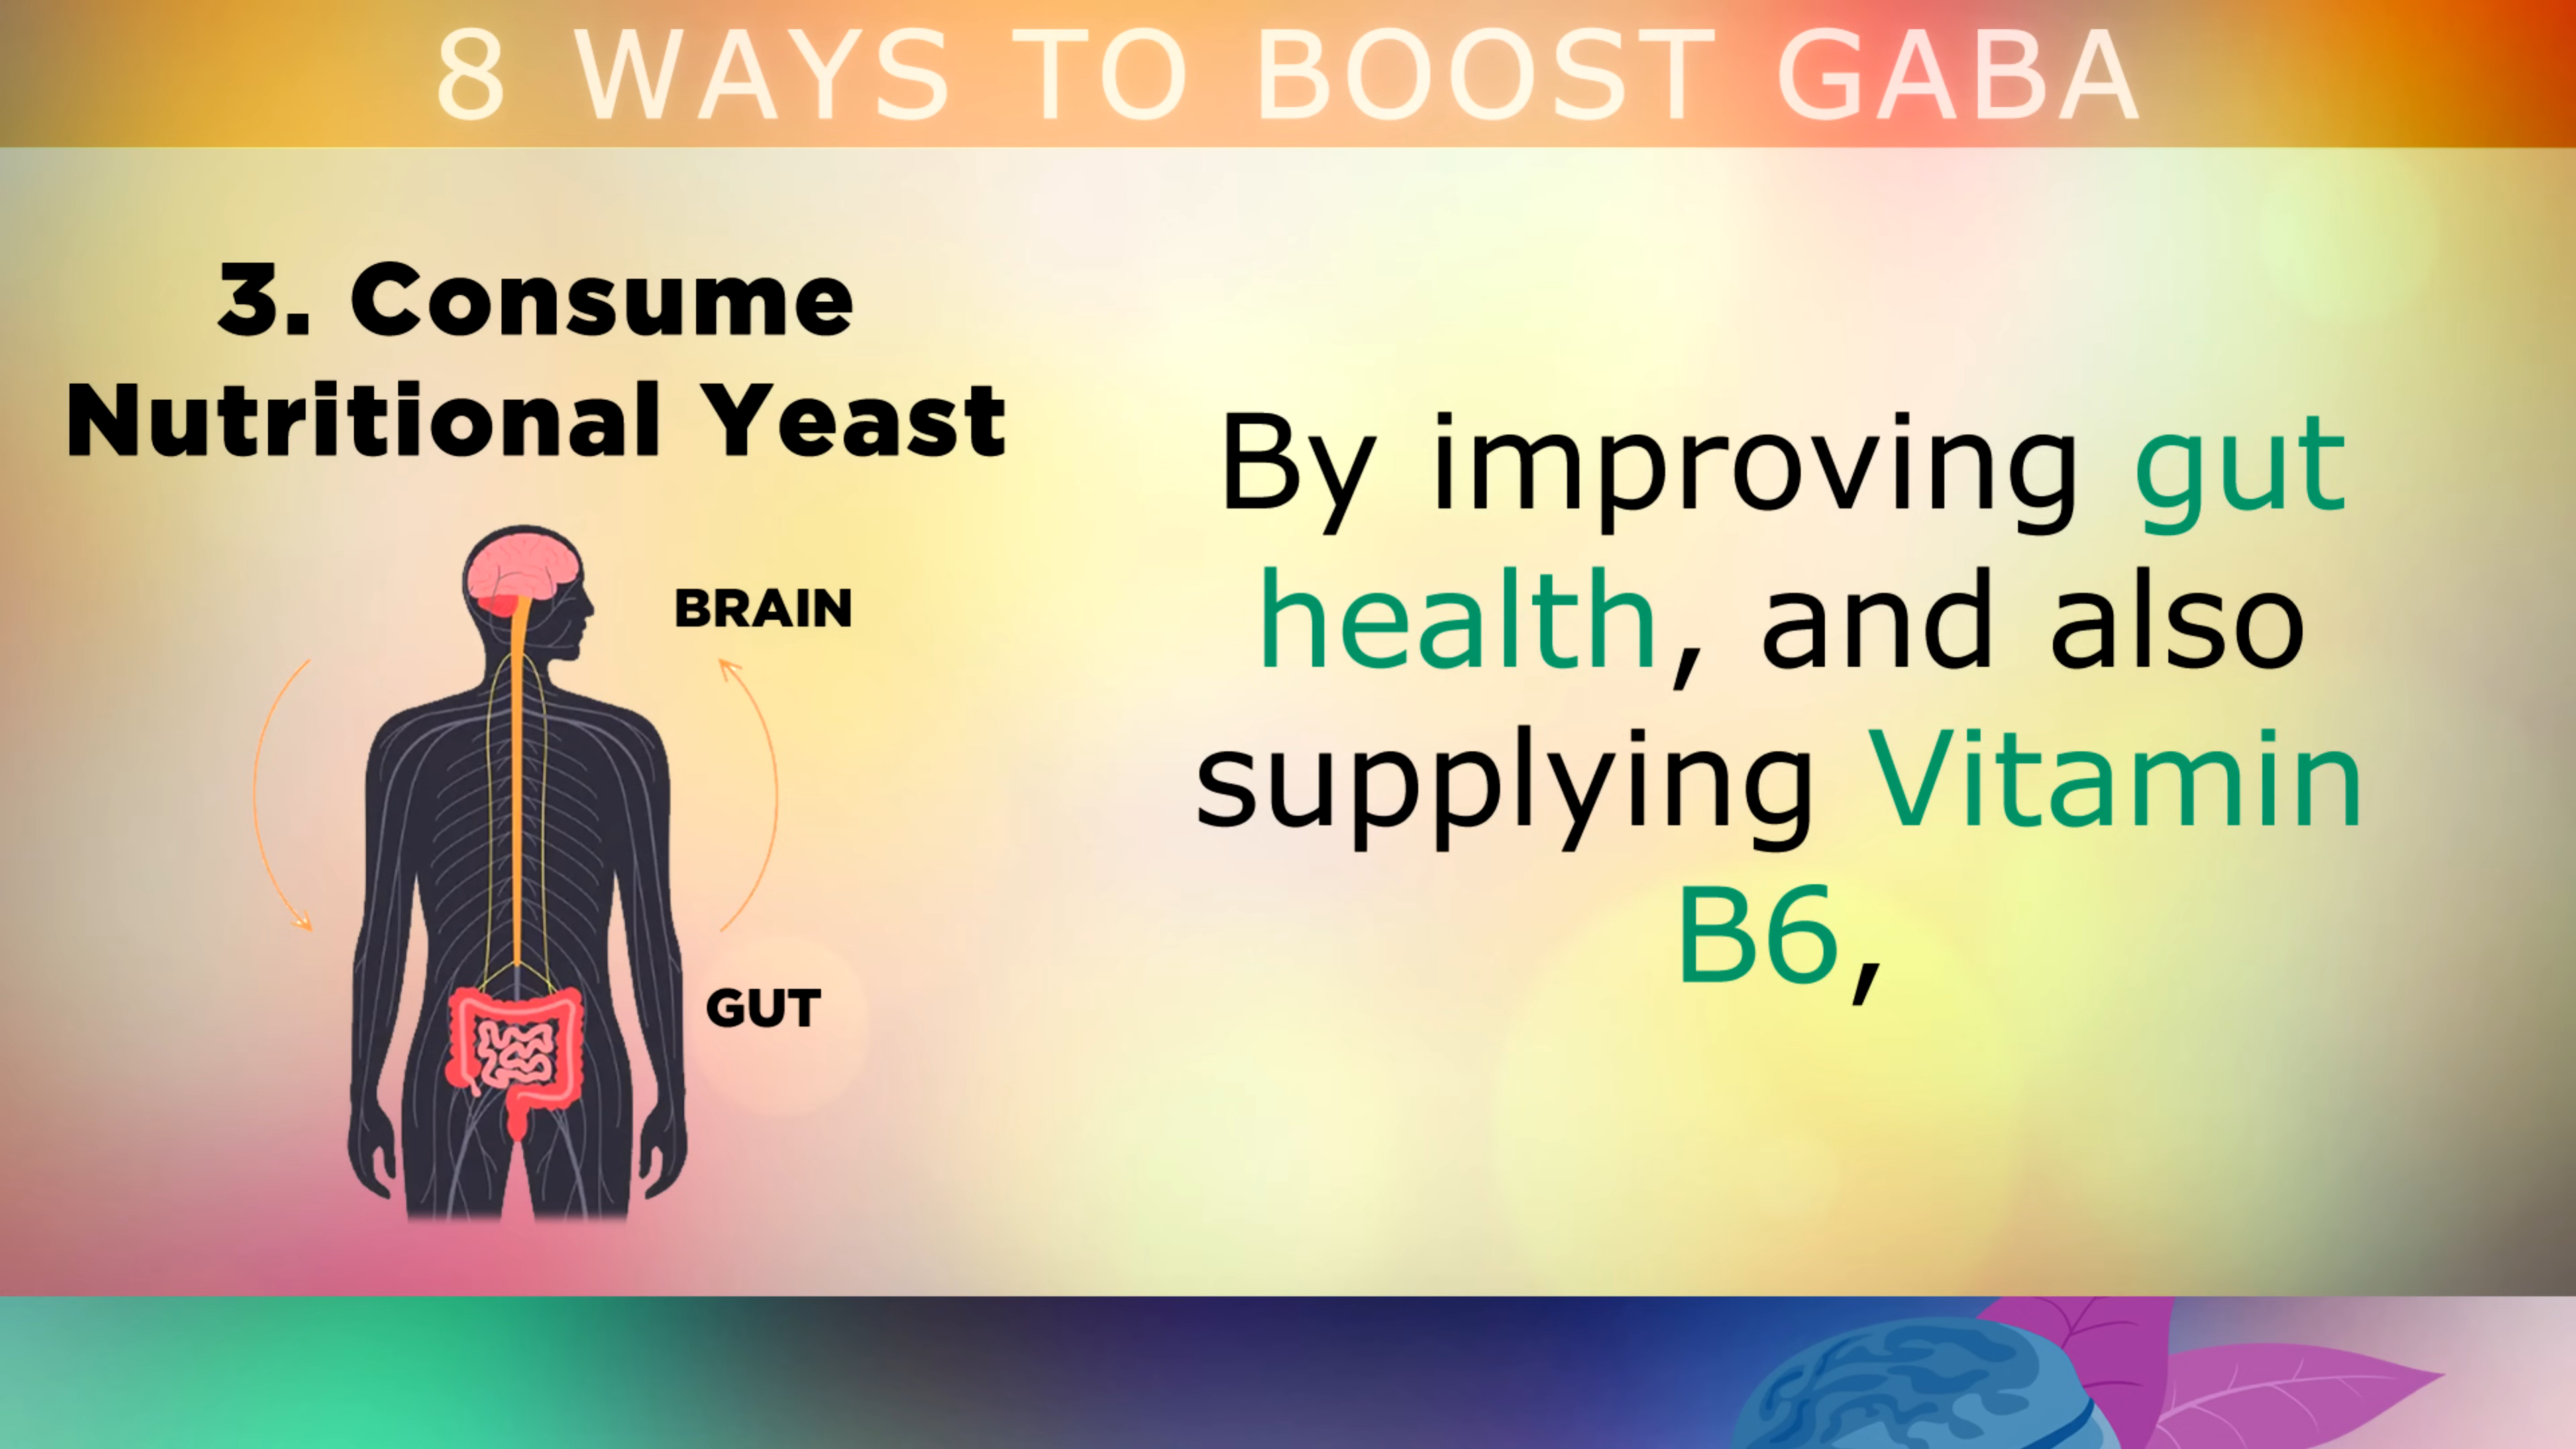 8 WAYS TO BOOST GABA
3. Consume
Nutritional Yeast
BRAIN
GUT
By improving gut
health, and also
supplying Vitamin
B6,